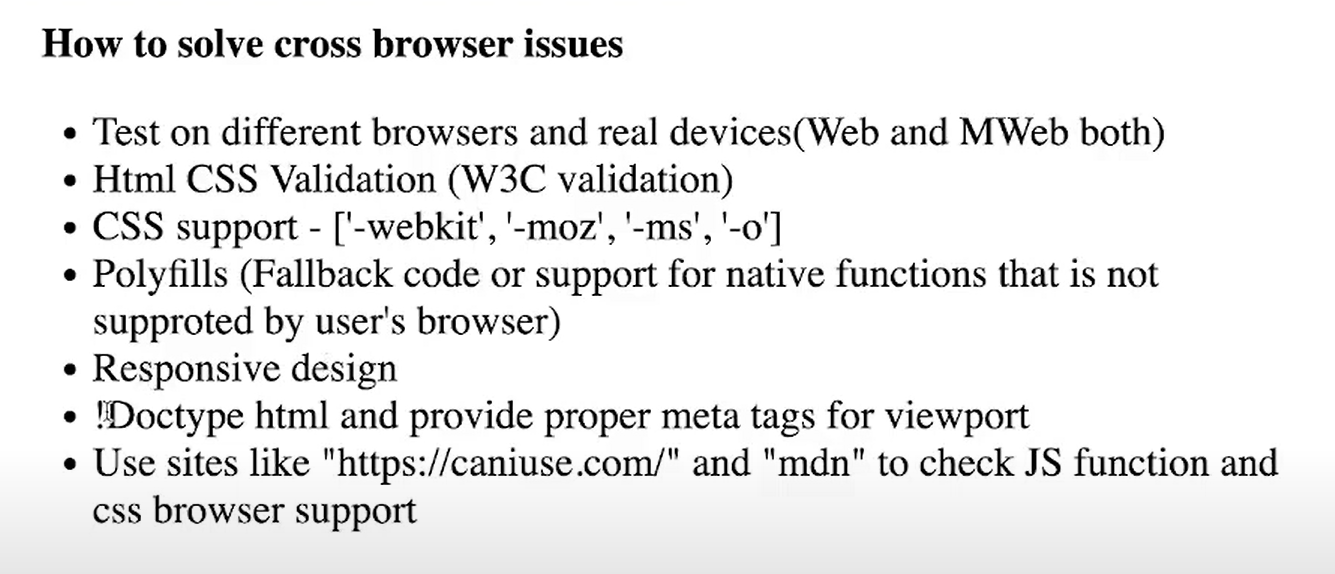 How to solve cross browser issues
• Test on different browsers and real devices(Web and MWeb both)
• Html CSS Validation (W3C validation)
• CSS support - ['-webkit', '-moz', '-ms', '-o']
• Polyfills (Fallback code or support for native functions that is not
supproted by user's browser)
• Responsive design
• !Doctype html and provide proper meta tags for viewport
• Use sites like "https://caniuse.com/" and "mdn" to check JS function and
css browser support